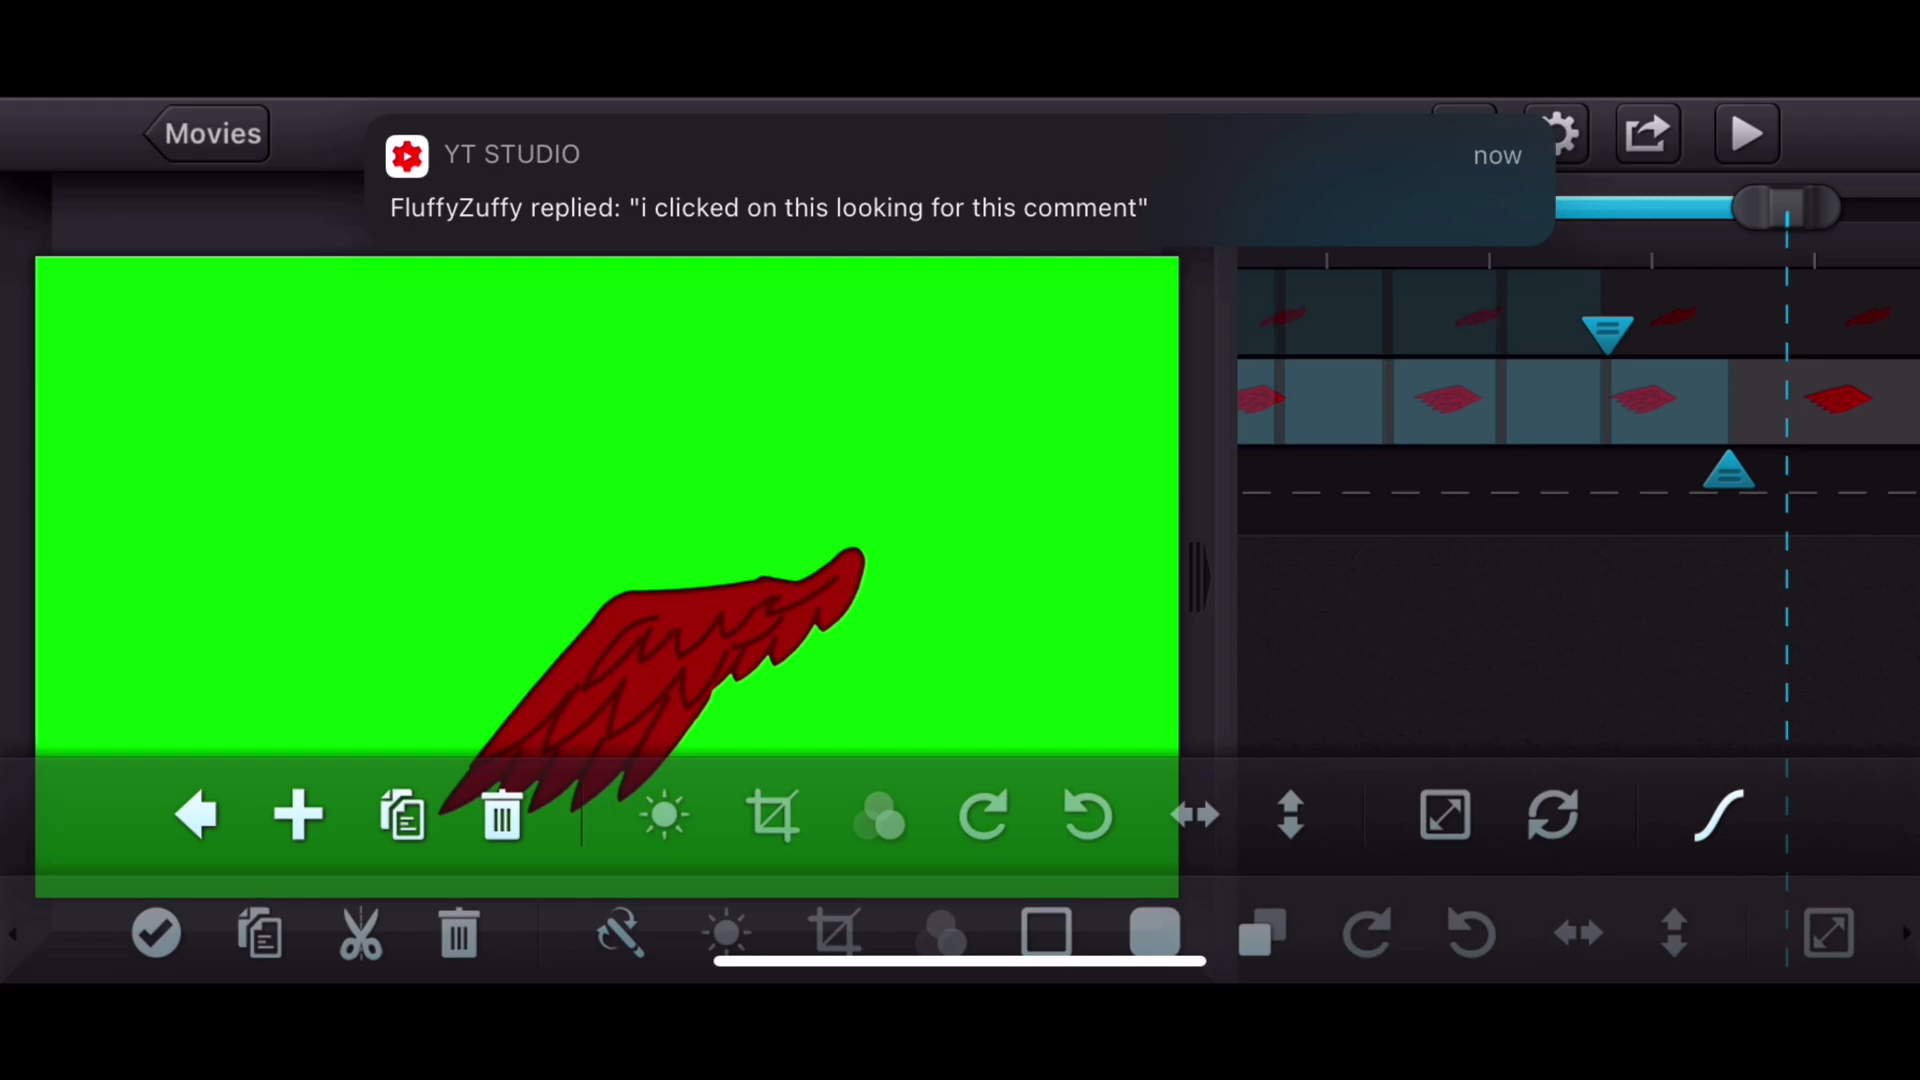 Movies
YT STUDIO
now
FluffyZuffy replied: "i clicked on this looking for this comment"